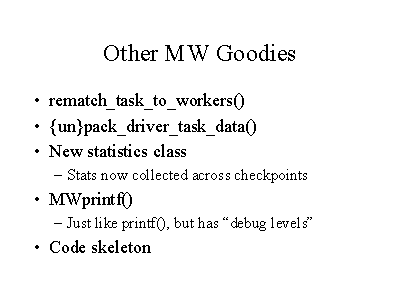 Other MW Goodies
• rematch_task_to_workers()
• {un}pack_driver_task_data()
• New statistics class
– Stats now collected across checkpoints
• MWprintf()
– Just like printf(), but has “debug levels”
• Code skeleton